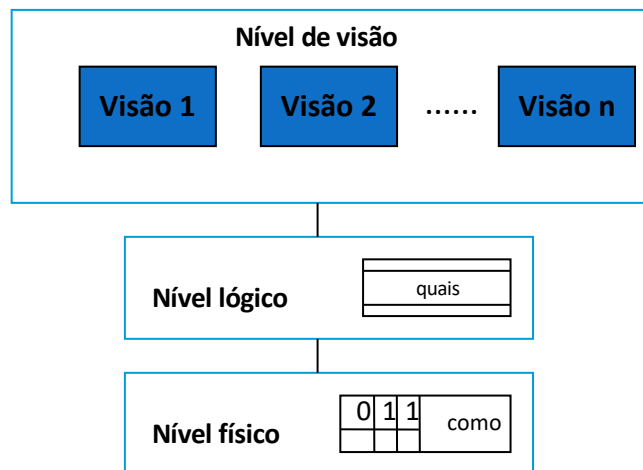 Nível de visão
Visão 1 Visão 2 ...... Visão n
Nível lógico quais
Nível físico 0 1 1 como